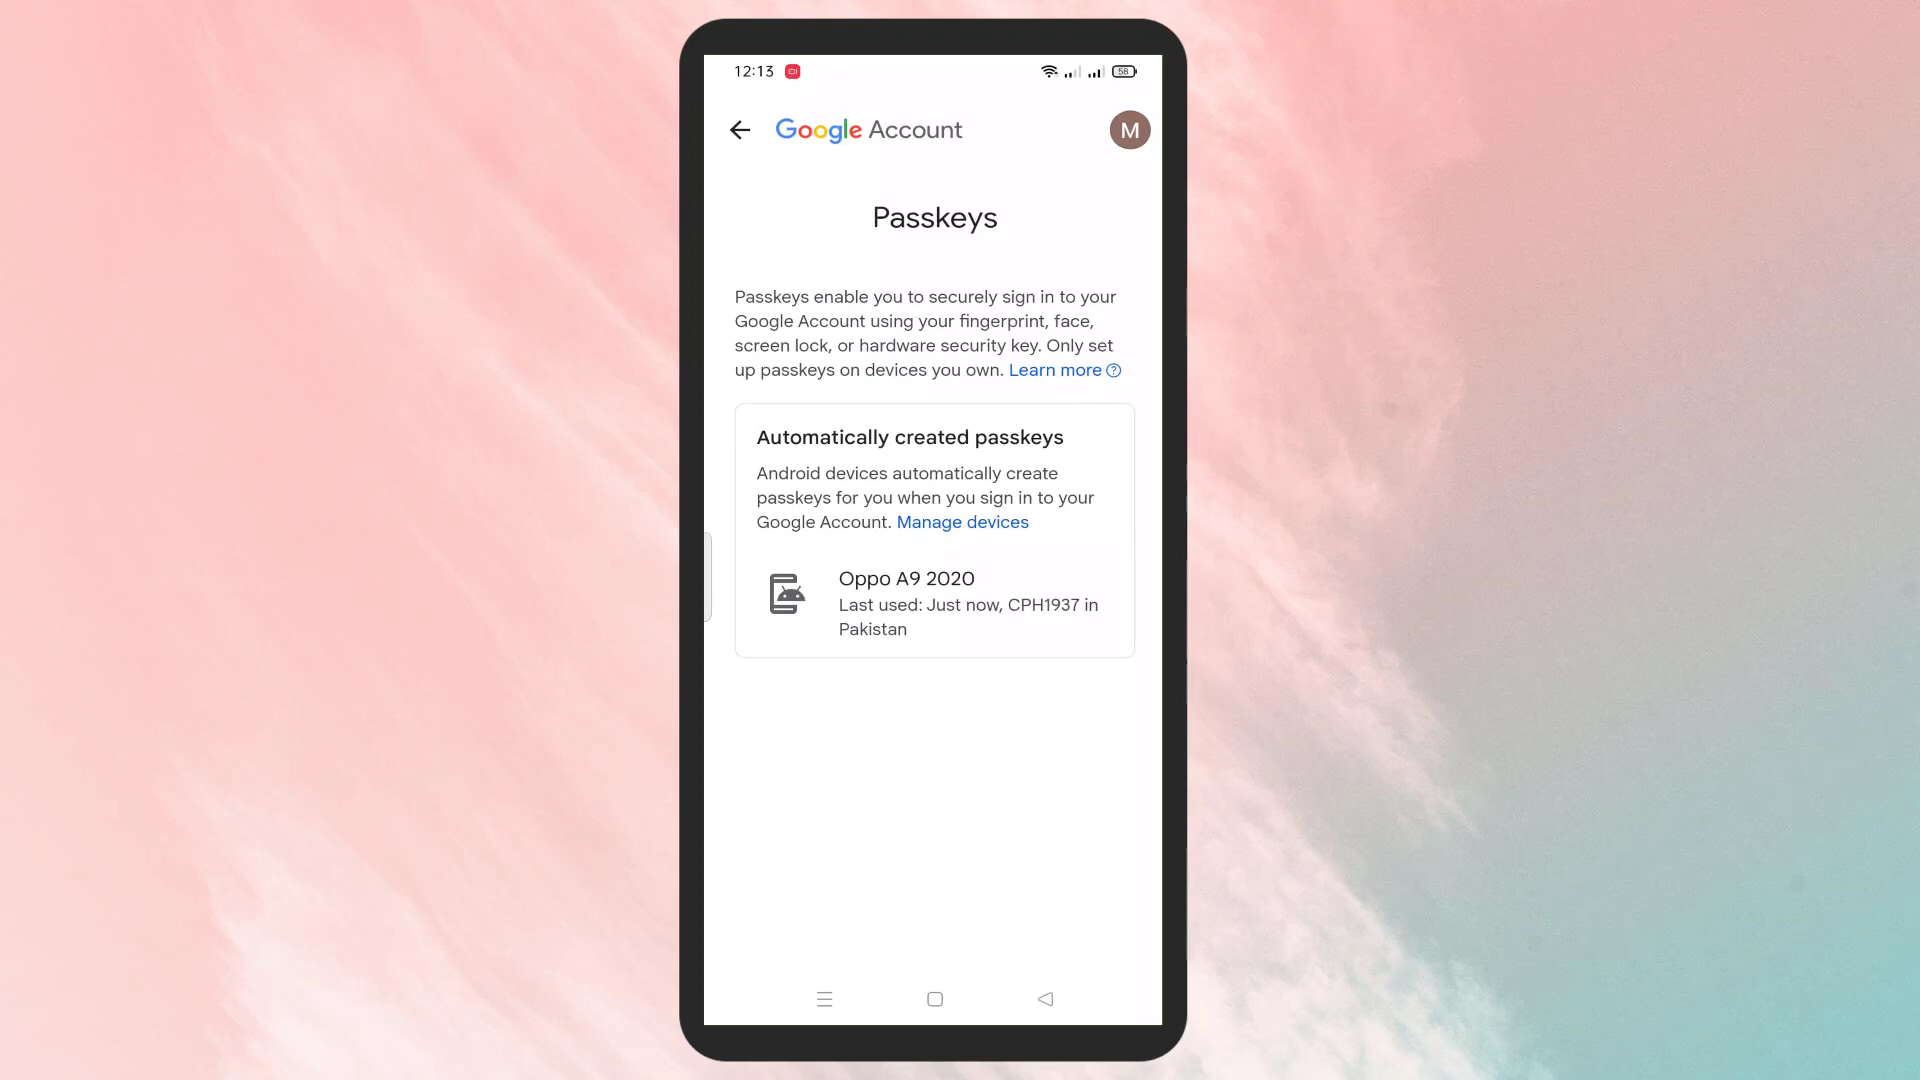 12:13
58
Google Account
M
Passkeys
Passkeys enable you to securely sign in to your
Google Account using your fingerprint, face,
screen lock, or hardware security key. Only set
up passkeys on devices you own. Learn more
Automatically created passkeys
Android devices automatically create
passkeys for you when you sign in to your
Google Account. Manage devices
Oppo A9 2020
Last used: Just now, CPH1937 in
Pakistan